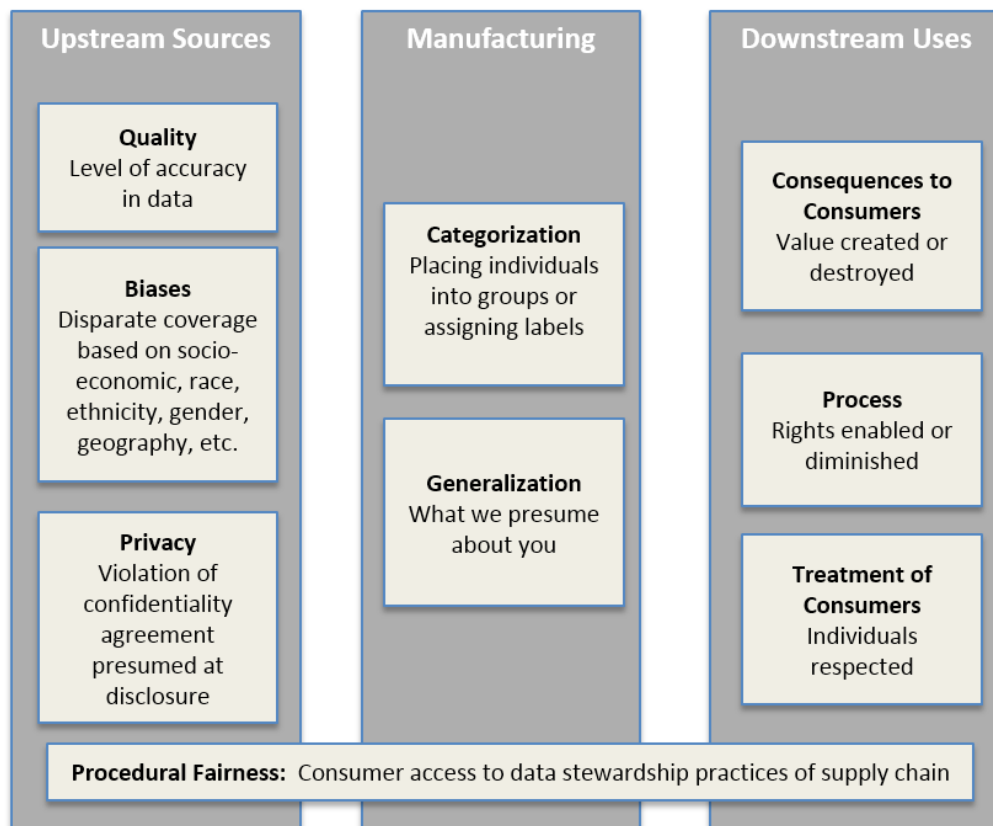 Upstream Sources
Quality
Level of accuracy
in data
Biases
Disparate coverage
based on socio-
economic, race,
ethnicity, gender,
geography, etc.
Privacy
Violation of
confidentiality
agreement
presumed at
disclosure
Manufacturing
Categorization
Placing individuals
into groups or
assigning labels
Generalization
What we presume
about you
Downstream Uses
Consequences to
Consumers
Value created or
destroyed
Process
Rights enabled or
diminished
Treatment of
Consumers
Individuals
respected
Procedural Fairness: Consumer access to data stewardship practices of supply chain